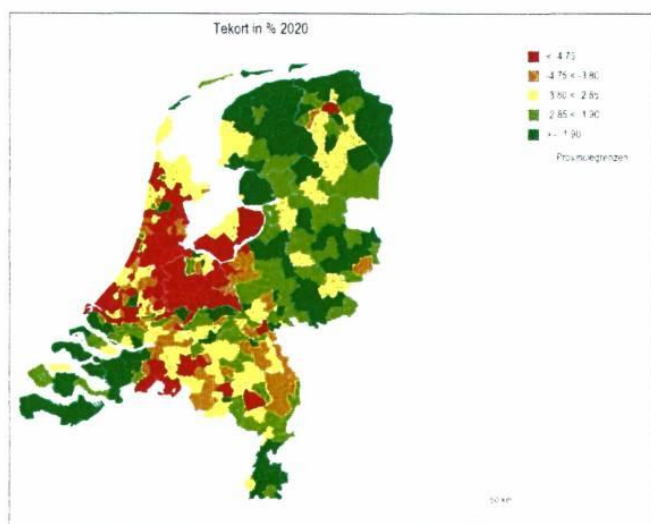 Tekort in % 2020
< -4.75
-4.75 < -3.80
-3.80 < -2.85
-2.85 < -1.90
>= -1.90
Provinciegrenzen
50 km